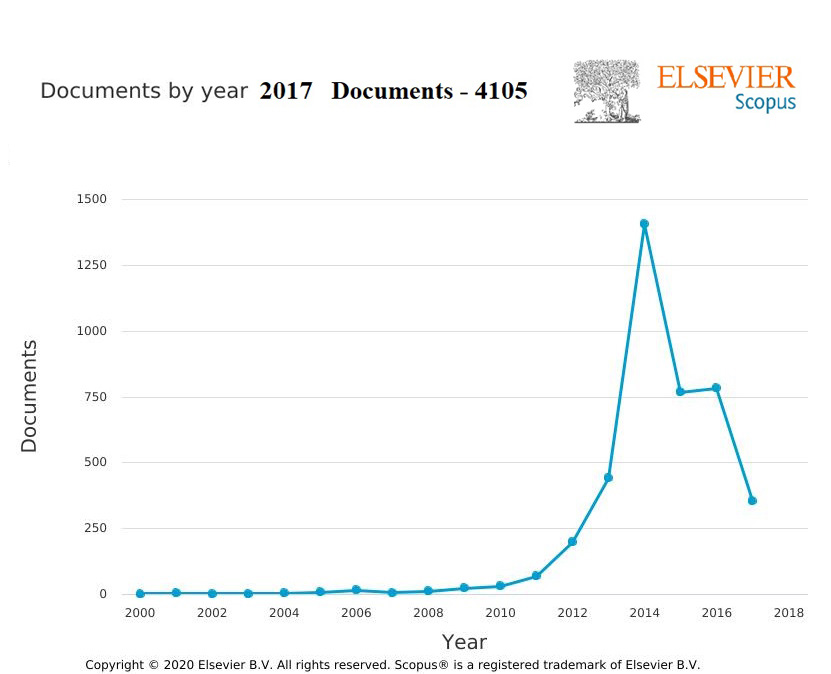 Documents by year 2017 Documents - 4105
ELSEVIER
Scopus
1500
1250
1000
750
500
250
0
Documents
2000 2002 2004 2006 2008 2010 2012 2014 2016 2018
Year
Copyright © 2020 Elsevier B.V. All rights reserved. Scopus® is a registered trademark of Elsevier B.V.